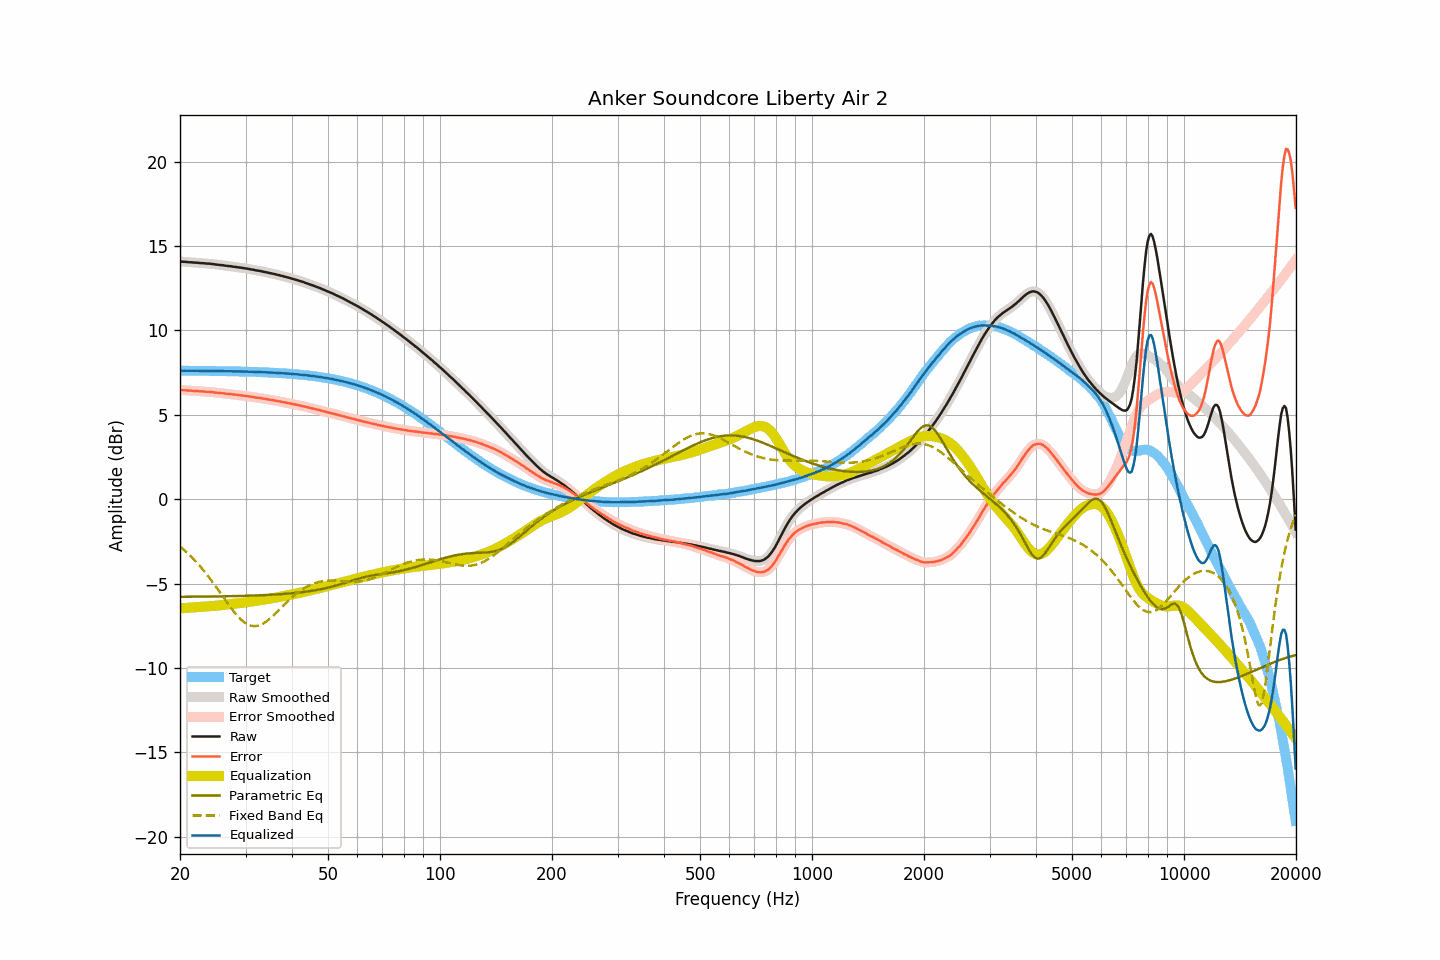 Anker Soundcore Liberty Air 2
Amplitude (dBr)
20
15
10
5
0
−5
−10
−15
−20
Target
Raw Smoothed
Error Smoothed
Raw
Error
Equalization
Parametric Eq
Fixed Band Eq
Equalized
20 50 100 200 500 1000 2000 5000 10000 20000
Frequency (Hz)